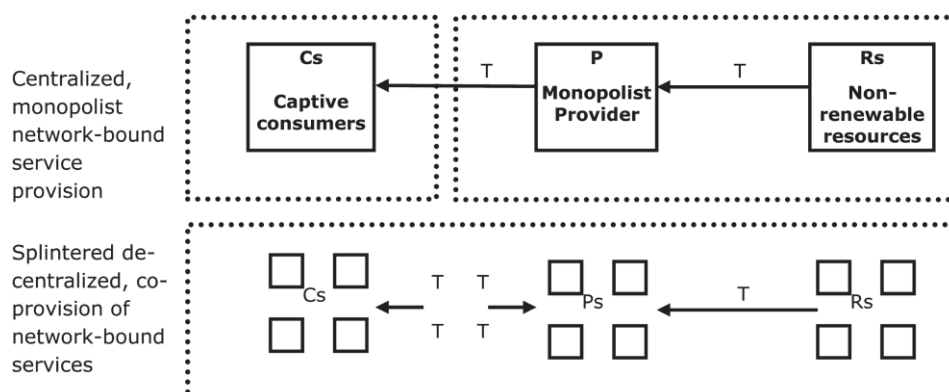 Centralized,
monopolist
network-bound
service
provision
Cs
Captive
consumers
T
P
Monopolist
Provider
T
Rs
Non-
renewable
resources
Splintered de-
centralized, co-
provision of
network-bound
services
Cs
T T
T T
Ps
T
Rs